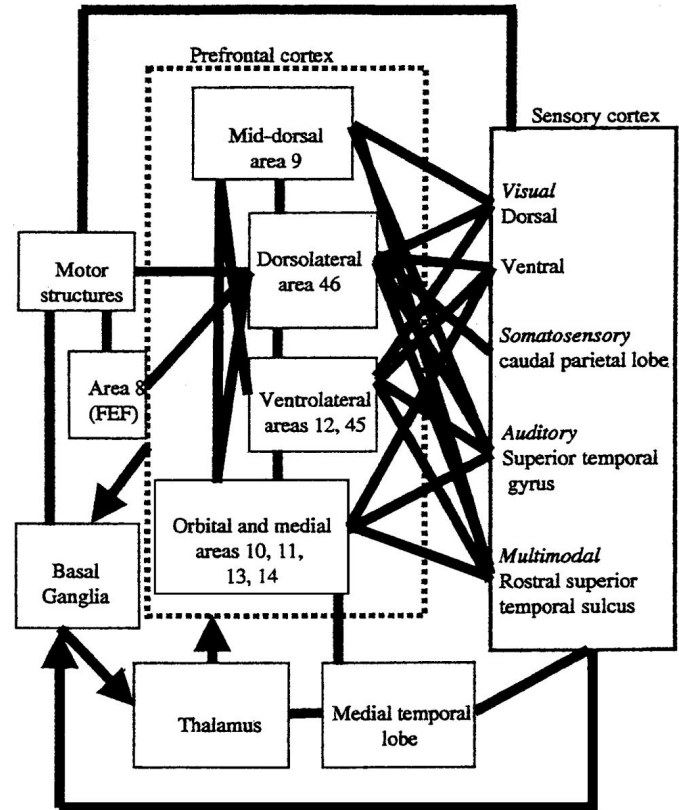 Prefrontal cortex
Mid-dorsal
area 9
Dorsolateral
area 46
Ventrolateral
areas 12, 45
Orbital and medial
areas 10, 11,
13, 14
Motor
structures
Area 8
(FEF)
Basal
Ganglia
Thalamus
Medial temporal
lobe
Sensory cortex
Visual
Dorsal
Ventral
Somatosensory
caudal parietal lobe
Auditory
Superior temporal
gyrus
Multimodal
Rostral superior
temporal sulcus